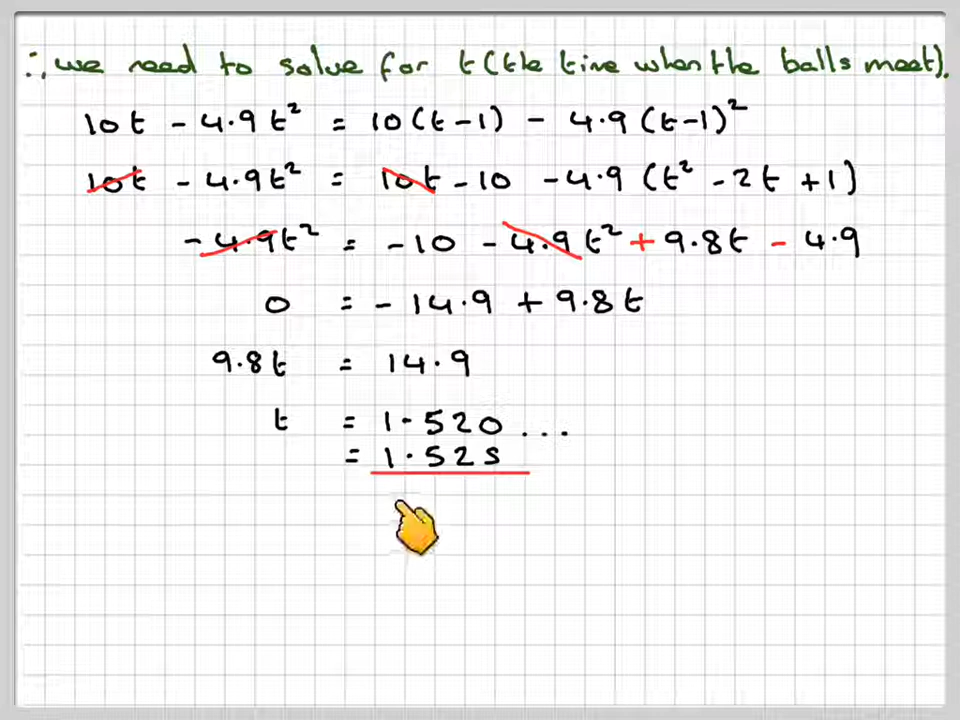 ∴ we need to solve for t (the time when the balls meet).
10t - 4.9t² = 10(t-1) - 4.9(t-1)²
10t - 4.9t² = 10t - 10 - 4.9(t² - 2t + 1)
-4.9t² = -10 - 4.9t² + 9.8t - 4.9
0 = -14.9 + 9.8t
9.8t = 14.9
t = 1.520...
= 1.52s